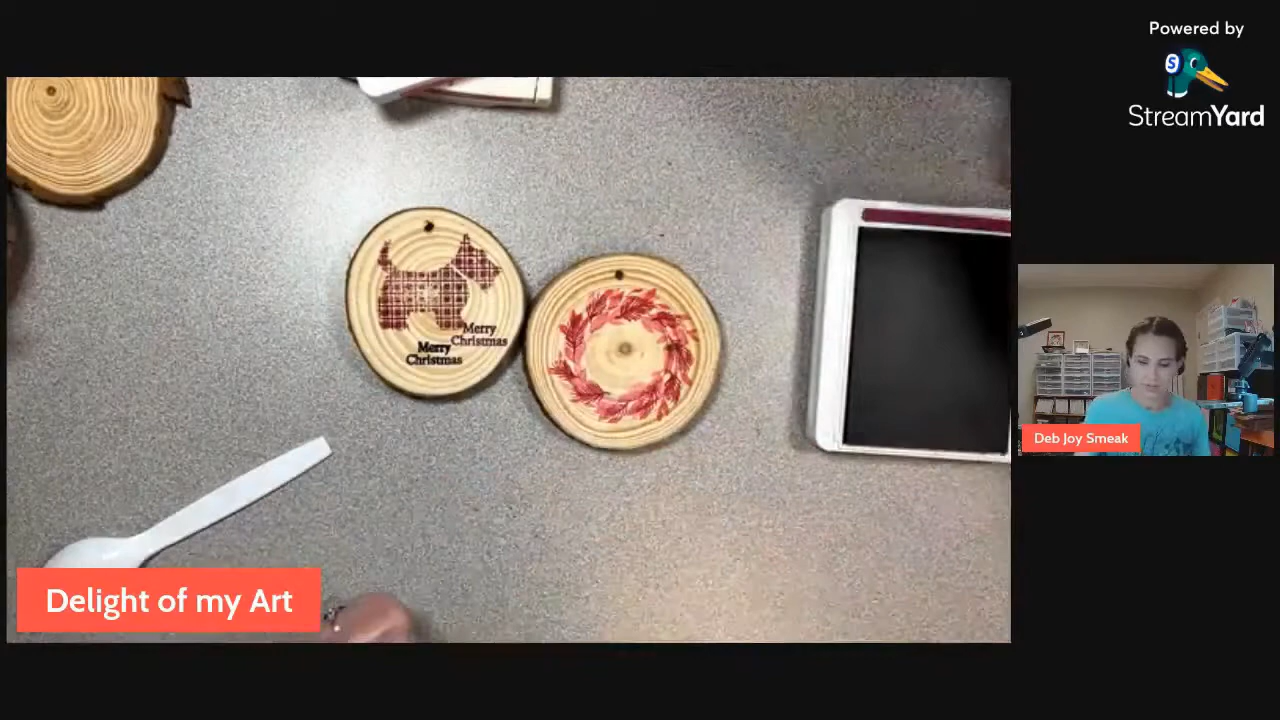 Powered by
S
StreamYard
Merry
Christmas
Merry
Christmas
Deb Joy Smeak
Delight of my Art